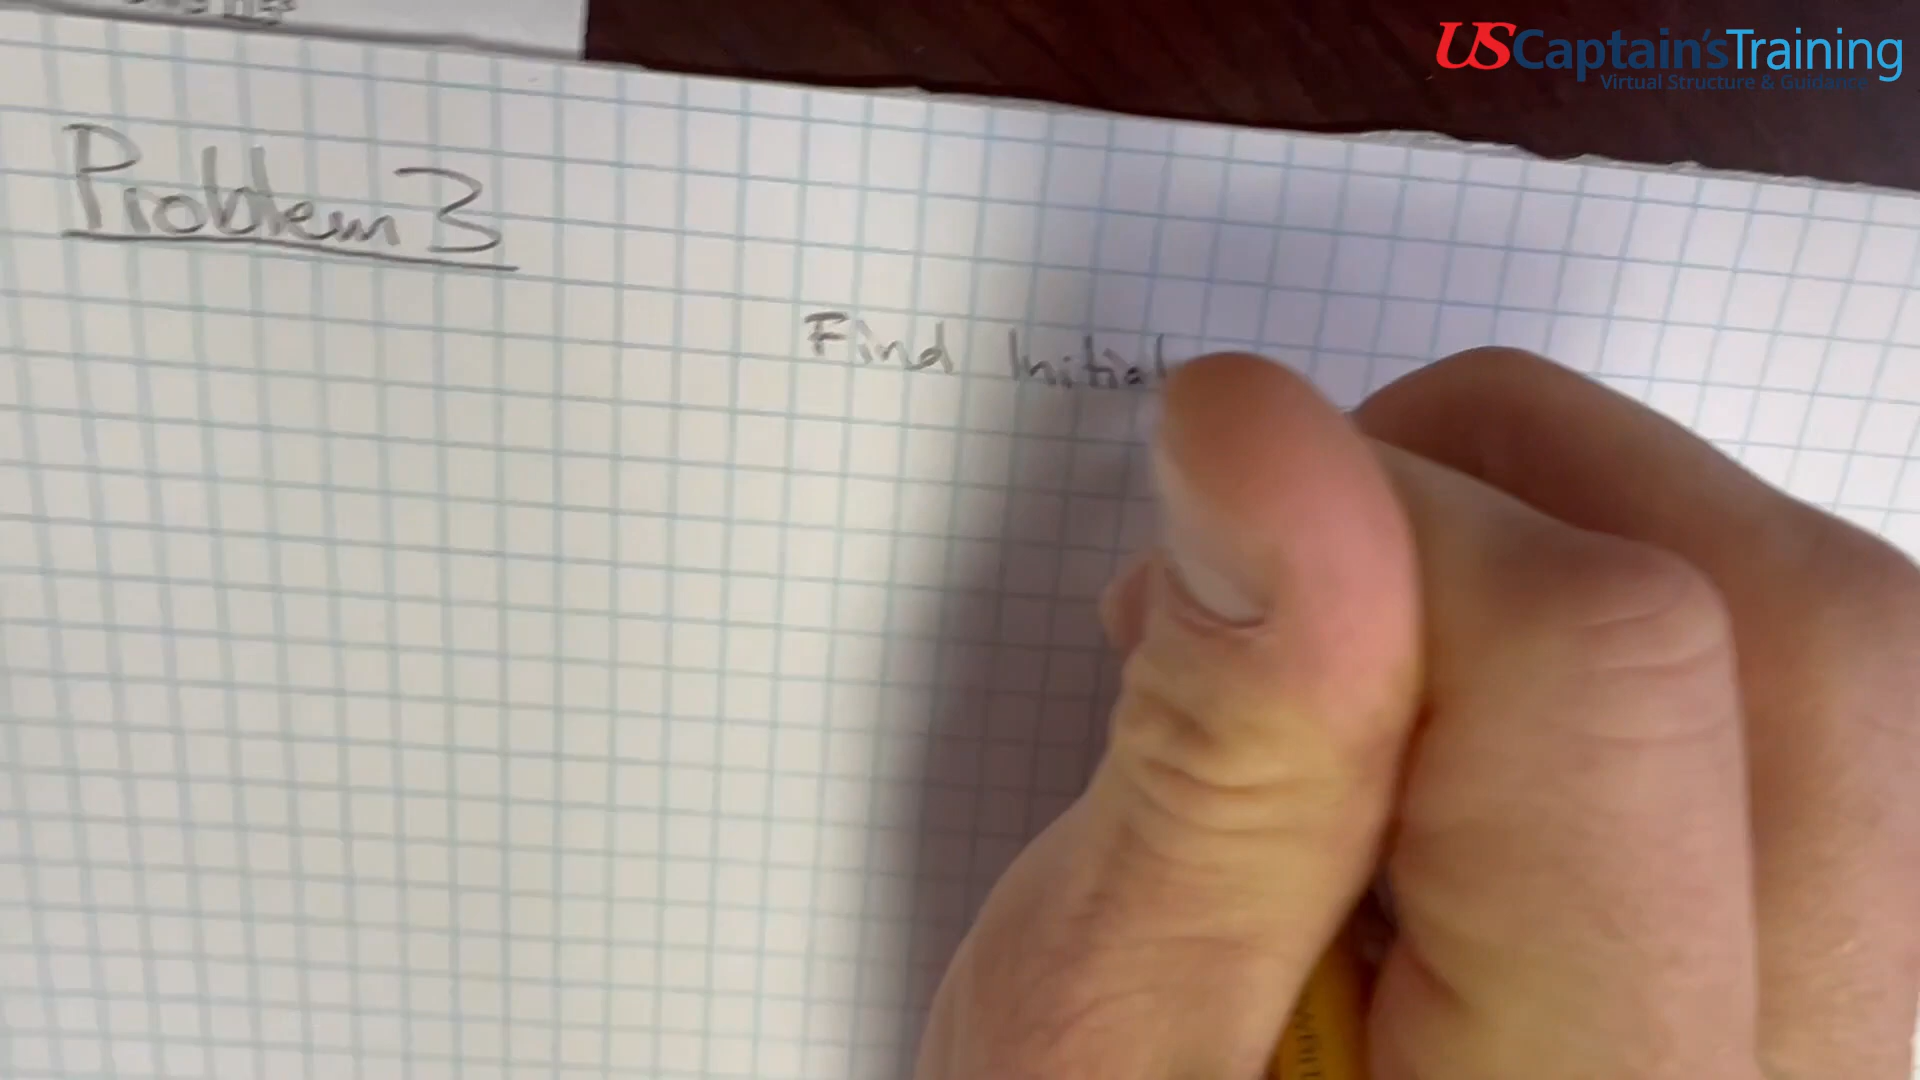 USCaptain'sTraining
Virtual Structure & Guidance
Problem 3
Find Initial